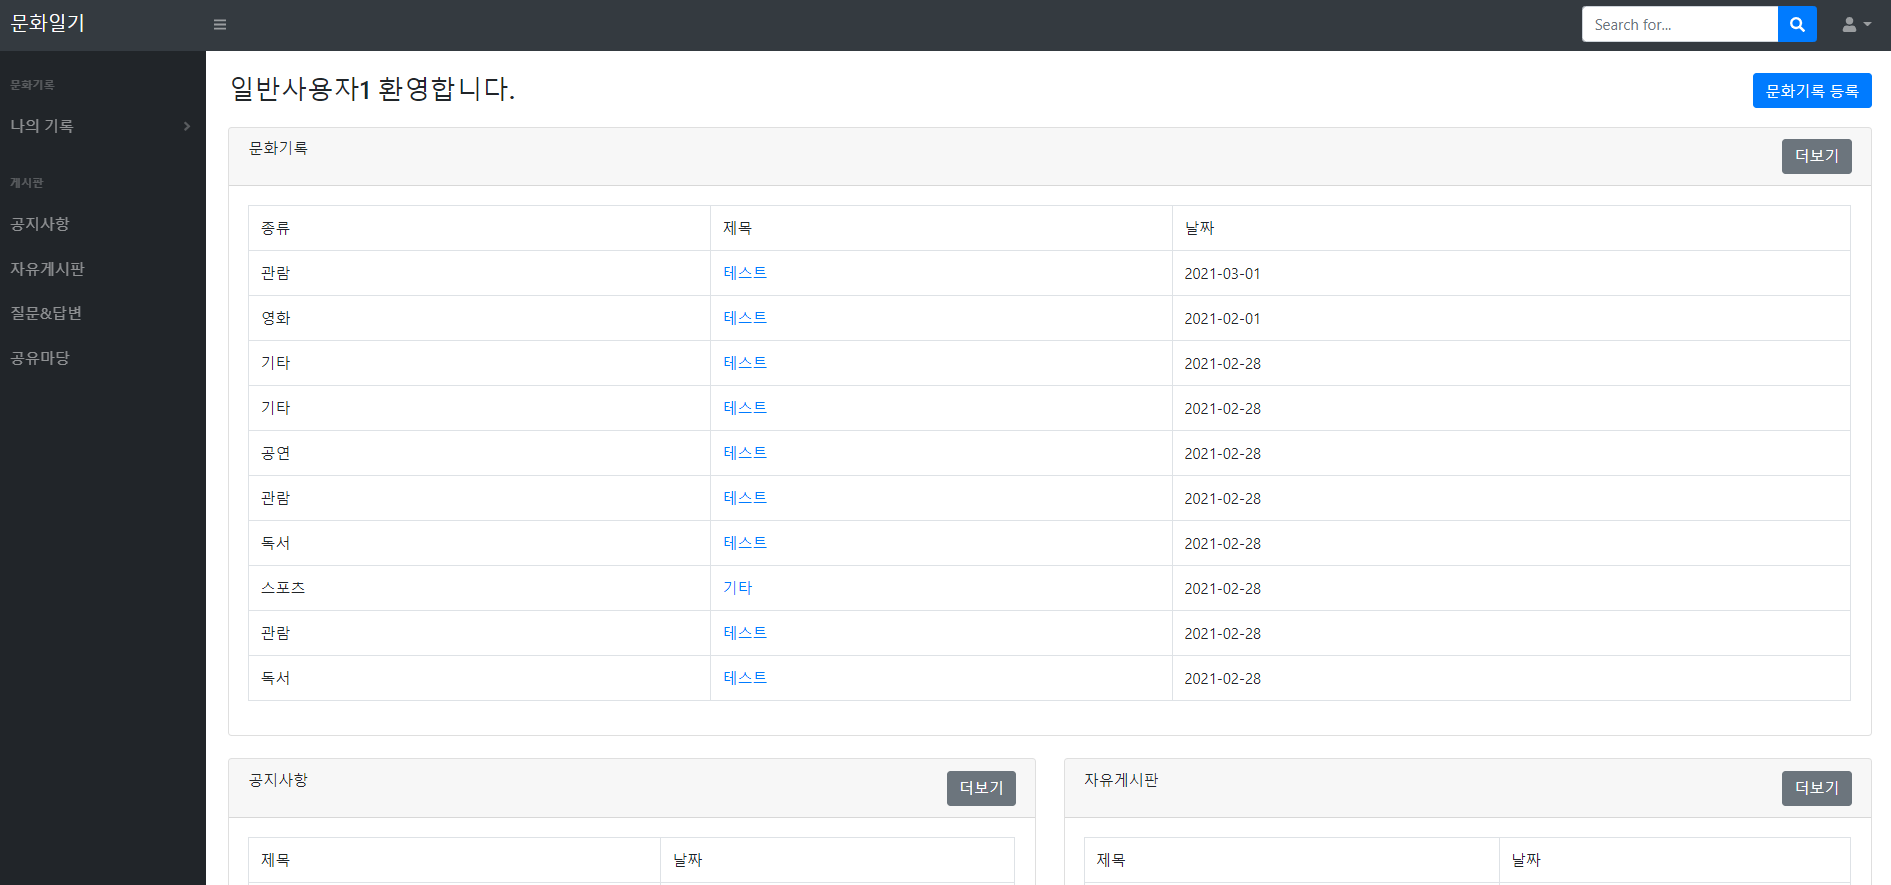 문화일기
Search for...
문화기록
나의 기록
게시판
공지사항
자유게시판
질문&답변
공유마당
일반사용자1 환영합니다.
문화기록 등록
문화기록
더보기
종류 제목 날짜
관람 테스트 2021-03-01
영화 테스트 2021-02-01
기타 테스트 2021-02-28
기타 테스트 2021-02-28
공연 테스트 2021-02-28
관람 테스트 2021-02-28
독서 테스트 2021-02-28
스포츠 기타 2021-02-28
관람 테스트 2021-02-28
독서 테스트 2021-02-28
공지사항
더보기
제목 날짜
자유게시판
더보기
제목 날짜